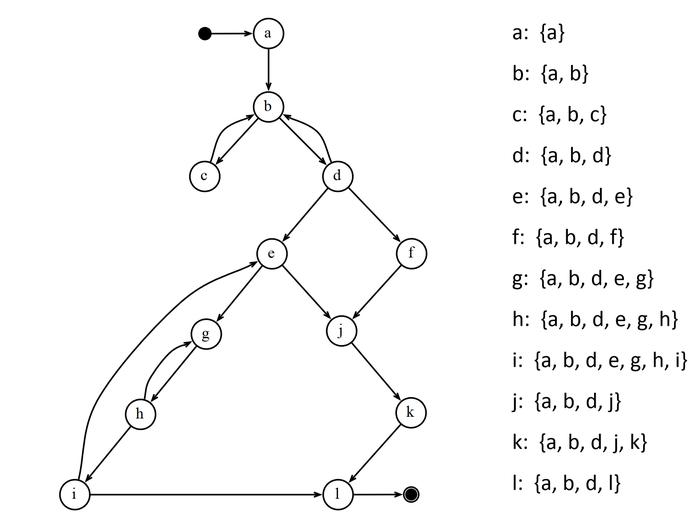 a
b
c
d
e
f
g
j
h
k
i
l
a: {a}
b: {a, b}
c: {a, b, c}
d: {a, b, d}
e: {a, b, d, e}
f: {a, b, d, f}
g: {a, b, d, e, g}
h: {a, b, d, e, g, h}
i: {a, b, d, e, g, h, i}
j: {a, b, d, j}
k: {a, b, d, j, k}
l: {a, b, d, l}